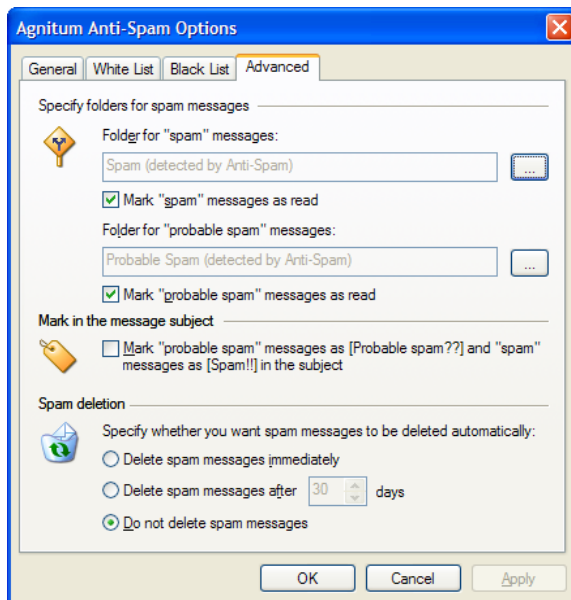 Agnitum Anti-Spam Options
General White List Black List Advanced
Specify folders for spam messages
Folder for "spam" messages:
Spam (detected by Anti-Spam)
...
Mark "spam" messages as read
Folder for "probable spam" messages:
Probable Spam (detected by Anti-Spam)
...
Mark "probable spam" messages as read
Mark in the message subject
Mark "probable spam" messages as [Probable spam??] and "spam"
messages as [Spam!!] in the subject
Spam deletion
Specify whether you want spam messages to be deleted automatically:
Delete spam messages immediately
Delete spam messages after 30 days
Do not delete spam messages
OK Cancel Apply